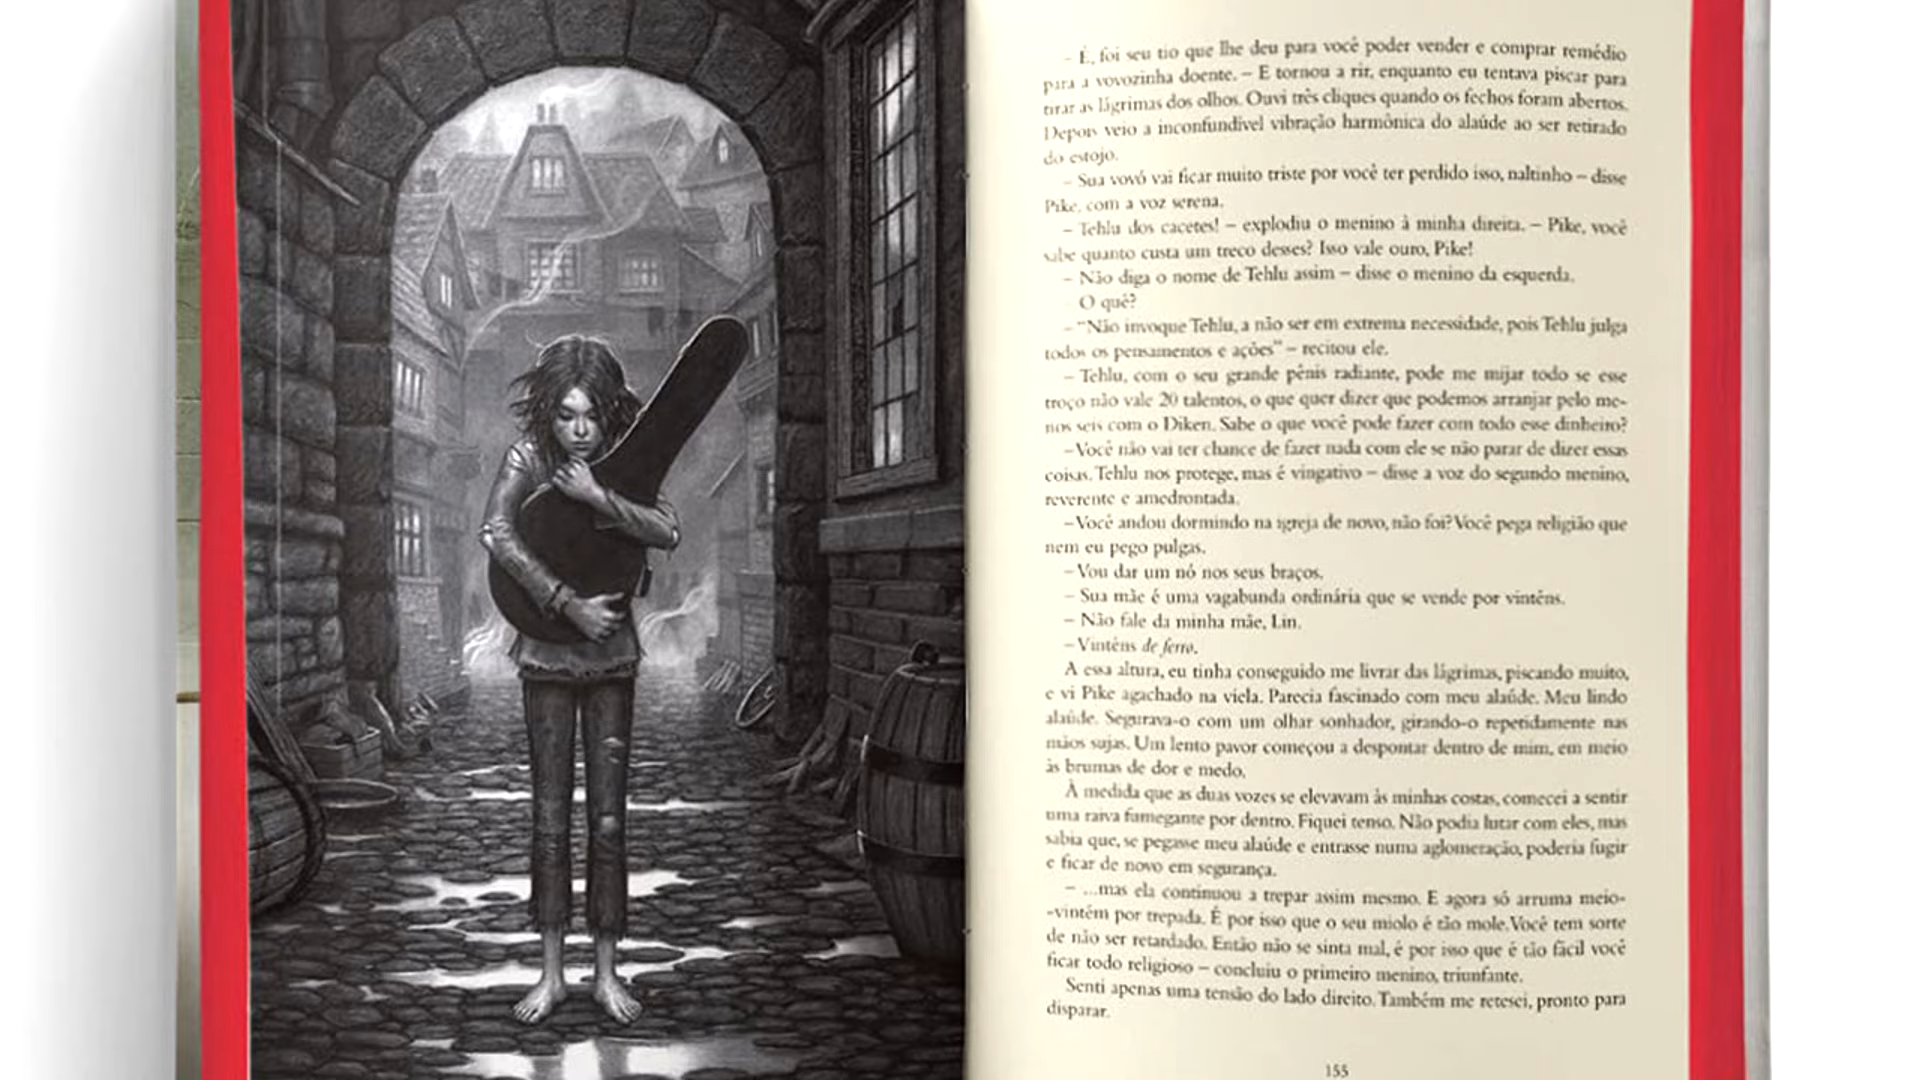 – É, foi seu tio que lhe deu para você poder vender e comprar remédio
para a vovozinha doente. – E tornou a rir, enquanto eu tentava piscar para
tirar as lágrimas dos olhos. Ouvi três cliques quando os fechos foram abertos.
Depois veio a inconfundível vibração harmônica do alaúde ao ser retirado
do estojo.
– Sua vovó vai ficar muito triste por você ter perdido isso, naltinho – disse
Pike, com a voz serena.
– Tehlu dos cacetes! – explodiu o menino à minha direita. – Pike, você
sabe quanto custa um treco desses? Isso vale ouro, Pike!
– Não diga o nome de Tehlu assim – disse o menino da esquerda.
O quê?
– “Não invoque Tehlu, a não ser em extrema necessidade, pois Tehlu julga
todos os pensamentos e ações” – recitou ele.
– Tehlu, com o seu grande pênis radiante, pode me mijar todo se esse
troço não vale 20 talentos, o que quer dizer que podemos arranjar pelo me-
nos seis com o Diken. Sabe o que você pode fazer com todo esse dinheiro?
– Você não vai ter chance de fazer nada com ele se não parar de dizer essas
coisas. Tehlu nos protege, mas é vingativo – disse a voz do segundo menino,
reverente e amedrontada.
– Você andou dormindo na igreja de novo, não foi? Você pega religião que
nem eu pego pulgas.
– Vou dar um nó nos seus braços.
– Sua mãe é uma vagabunda ordinária que se vende por vinténs.
– Não fale da minha mãe, Lin.
– Vinténs de ferro.
A essa altura, eu tinha conseguido me livrar das lágrimas, piscando muito,
e vi Pike agachado na viela. Parecia fascinado com meu alaúde. Meu lindo
alaúde. Segurava-o com um olhar sonhador, girando-o repetidamente nas
mãos sujas. Um lento pavor começou a despontar dentro de mim, em meio
às brumas de dor e medo.
À medida que as duas vozes se elevavam às minhas costas, comecei a sentir
uma raiva fumegante por dentro. Fiquei tenso. Não podia lutar com eles, mas
sabia que, se pegasse meu alaúde e entrasse numa aglomeração, poderia fugir
e ficar de novo em segurança.
– ...mas ela continuou a trepar assim mesmo. E agora só arruma meio-
-vintém por trepada. É por isso que o seu miolo é tão mole. Você tem sorte
de não ser retardado. Então não se sinta mal, é por isso que é tão fácil você
ficar todo religioso – concluiu o primeiro menino, triunfante.
Senti apenas uma tensão do lado direito. Também me retesei, pronto para
disparar.
155